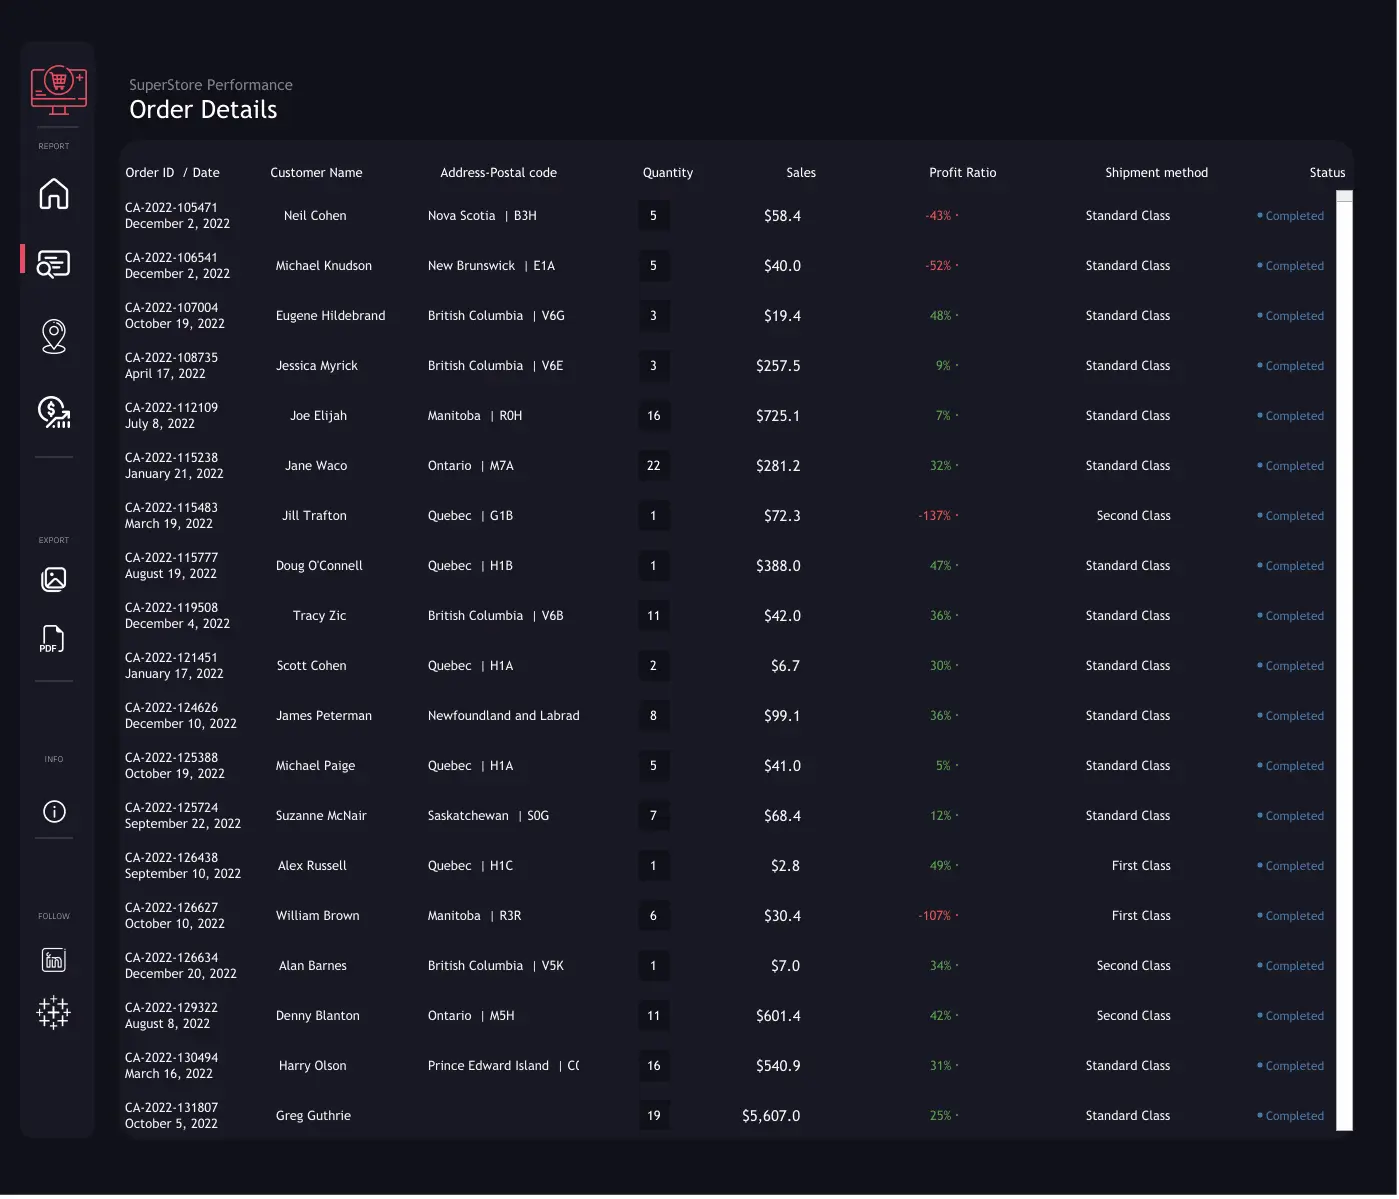 SuperStore Performance
Order Details
REPORT
EXPORT
PDF
INFO
FOLLOW
in
Order ID / Date Customer Name Address-Postal code Quantity Sales Profit Ratio Shipment method Status
CA-2022-105471
December 2, 2022 Neil Cohen Nova Scotia | B3H 5 $58.4 -43% · Standard Class • Completed
CA-2022-106541
December 2, 2022 Michael Knudson New Brunswick | E1A 5 $40.0 -52% · Standard Class • Completed
CA-2022-107004
October 19, 2022 Eugene Hildebrand British Columbia | V6G 3 $19.4 48% · Standard Class • Completed
CA-2022-108735
April 17, 2022 Jessica Myrick British Columbia | V6E 3 $257.5 9% · Standard Class • Completed
CA-2022-112109
July 8, 2022 Joe Elijah Manitoba | R0H 16 $725.1 7% · Standard Class • Completed
CA-2022-115238
January 21, 2022 Jane Waco Ontario | M7A 22 $281.2 32% · Standard Class • Completed
CA-2022-115483
March 19, 2022 Jill Trafton Quebec | G1B 1 $72.3 -137% · Second Class • Completed
CA-2022-115777
August 19, 2022 Doug O'Connell Quebec | H1B 1 $388.0 47% · Standard Class • Completed
CA-2022-119508
December 4, 2022 Tracy Zic British Columbia | V6B 11 $42.0 36% · Standard Class • Completed
CA-2022-121451
January 17, 2022 Scott Cohen Quebec | H1A 2 $6.7 30% · Standard Class • Completed
CA-2022-124626
December 10, 2022 James Peterman Newfoundland and Labrad 8 $99.1 36% · Standard Class • Completed
CA-2022-125388
October 19, 2022 Michael Paige Quebec | H1A 5 $41.0 5% · Standard Class • Completed
CA-2022-125724
September 22, 2022 Suzanne McNair Saskatchewan | S0G 7 $68.4 12% · Standard Class • Completed
CA-2022-126438
September 10, 2022 Alex Russell Quebec | H1C 1 $2.8 49% · First Class • Completed
CA-2022-126627
October 10, 2022 William Brown Manitoba | R3R 6 $30.4 -107% · First Class • Completed
CA-2022-126634
December 20, 2022 Alan Barnes British Columbia | V5K 1 $7.0 34% · Second Class • Completed
CA-2022-129322
August 8, 2022 Denny Blanton Ontario | M5H 11 $601.4 42% · Second Class • Completed
CA-2022-130494
March 16, 2022 Harry Olson Prince Edward Island | 16 $540.9 31% · Standard Class • Completed
CA-2022-131807
October 5, 2022 Greg Guthrie 19 $5,607.0 25% · Standard Class • Completed